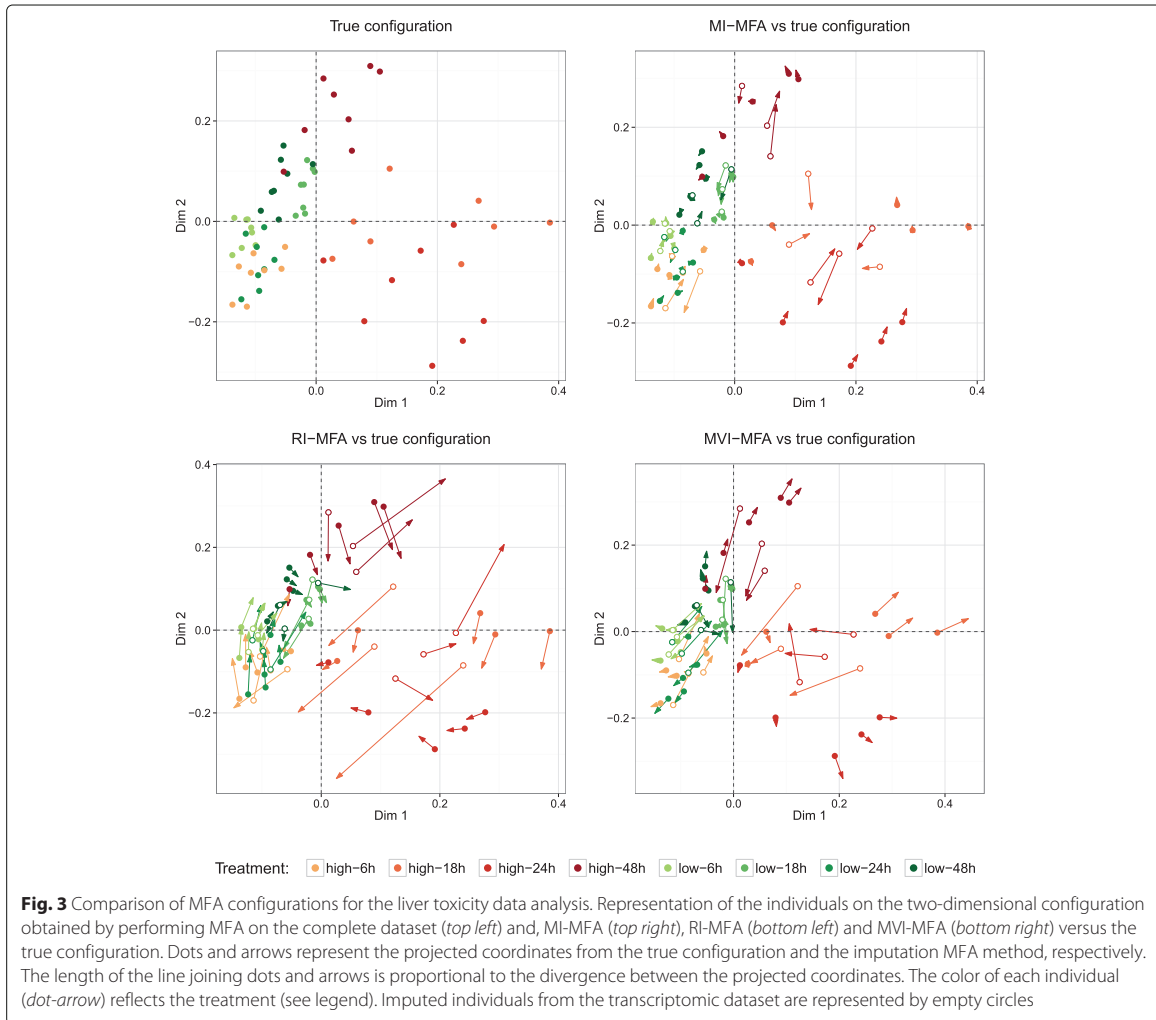 True configuration
MI−MFA vs true configuration
0.2
0.0
−0.2
Dim 2
0.0
0.2
0.4
Dim 1
0.2
0.0
−0.2
Dim 2
0.0
0.2
0.4
Dim 1
RI−MFA vs true configuration
MVI−MFA vs true configuration
0.4
0.2
0.0
−0.2
Dim 2
0.0
0.2
0.4
Dim 1
0.2
0.0
−0.2
Dim 2
0.0
0.2
0.4
Dim 1
Treatment: high−6h high−18h high−24h high−48h low−6h low−18h low−24h low−48h
Fig. 3 Comparison of MFA configurations for the liver toxicity data analysis. Representation of the individuals on the two-dimensional configuration
obtained by performing MFA on the complete dataset (top left) and, MI-MFA (top right), RI-MFA (bottom left) and MVI-MFA (bottom right) versus the
true configuration. Dots and arrows represent the projected coordinates from the true configuration and the imputation MFA method, respectively.
The length of the line joining dots and arrows is proportional to the divergence between the projected coordinates. The color of each individual
(dot-arrow) reflects the treatment (see legend). Imputed individuals from the transcriptomic dataset are represented by empty circles